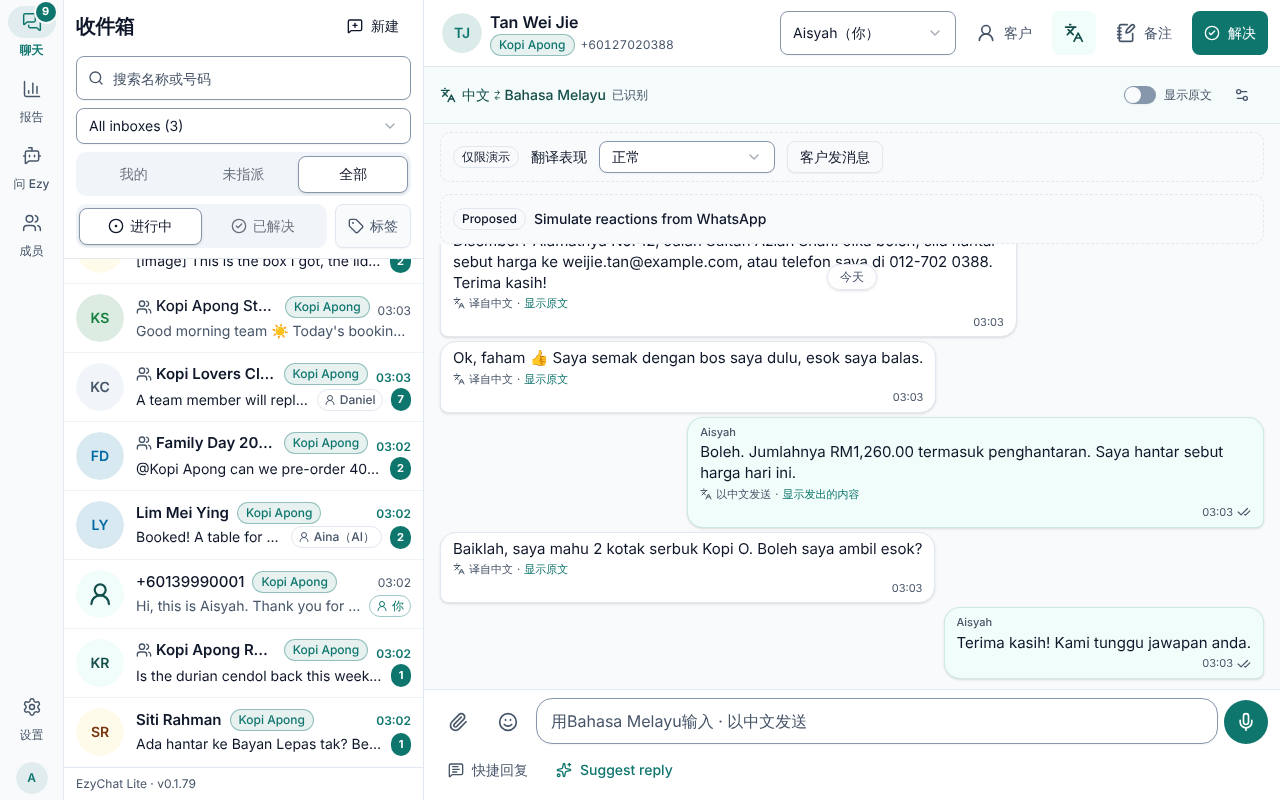 9
聊天
报告
问 Ezy
成员
设置
A
收件箱
新建
搜索名称或号码
All inboxes (3)
我的
未指派
全部
进行中
已解决
标签
[Image] This is the box I got, the lid...
2
KS
Kopi Apong St...
Kopi Apong
03:03
Good morning team ☀️ Today's bookin...
KC
Kopi Lovers Cl...
Kopi Apong
03:03
A team member will repl...
Daniel
7
FD
Family Day 20...
Kopi Apong
03:02
@Kopi Apong can we pre-order 40...
2
LY
Lim Mei Ying
Kopi Apong
03:02
Booked! A table for ...
Aina（AI）
2
+60139990001
Kopi Apong
03:02
Hi, this is Aisyah. Thank you for ...
你
KR
Kopi Apong R...
Kopi Apong
03:02
Is the durian cendol back this week...
1
SR
Siti Rahman
Kopi Apong
03:02
Ada hantar ke Bayan Lepas tak? Be...
1
EzyChat Lite · v0.1.79
TJ
Tan Wei Jie
Kopi Apong
+60127020388
Aisyah（你）
客户
备注
解决
中文 ⇄ Bahasa Melayu 已识别
显示原文
仅限演示
翻译表现
正常
客户发消息
Proposed
Simulate reactions from WhatsApp
sebut harga ke weijie.tan@example.com, atau telefon saya di 012-702 0388.
Terima kasih!
今天
译自中文 · 显示原文
03:03
Ok, faham 👍 Saya semak dengan bos saya dulu, esok saya balas.
译自中文 · 显示原文
03:03
Aisyah
Boleh. Jumlahnya RM1,260.00 termasuk penghantaran. Saya hantar sebut
harga hari ini.
以中文发送 · 显示发出的内容
03:03
Baiklah, saya mahu 2 kotak serbuk Kopi O. Boleh saya ambil esok?
译自中文 · 显示原文
03:03
Aisyah
Terima kasih! Kami tunggu jawapan anda.
03:03
用Bahasa Melayu输入 · 以中文发送
快捷回复
Suggest reply